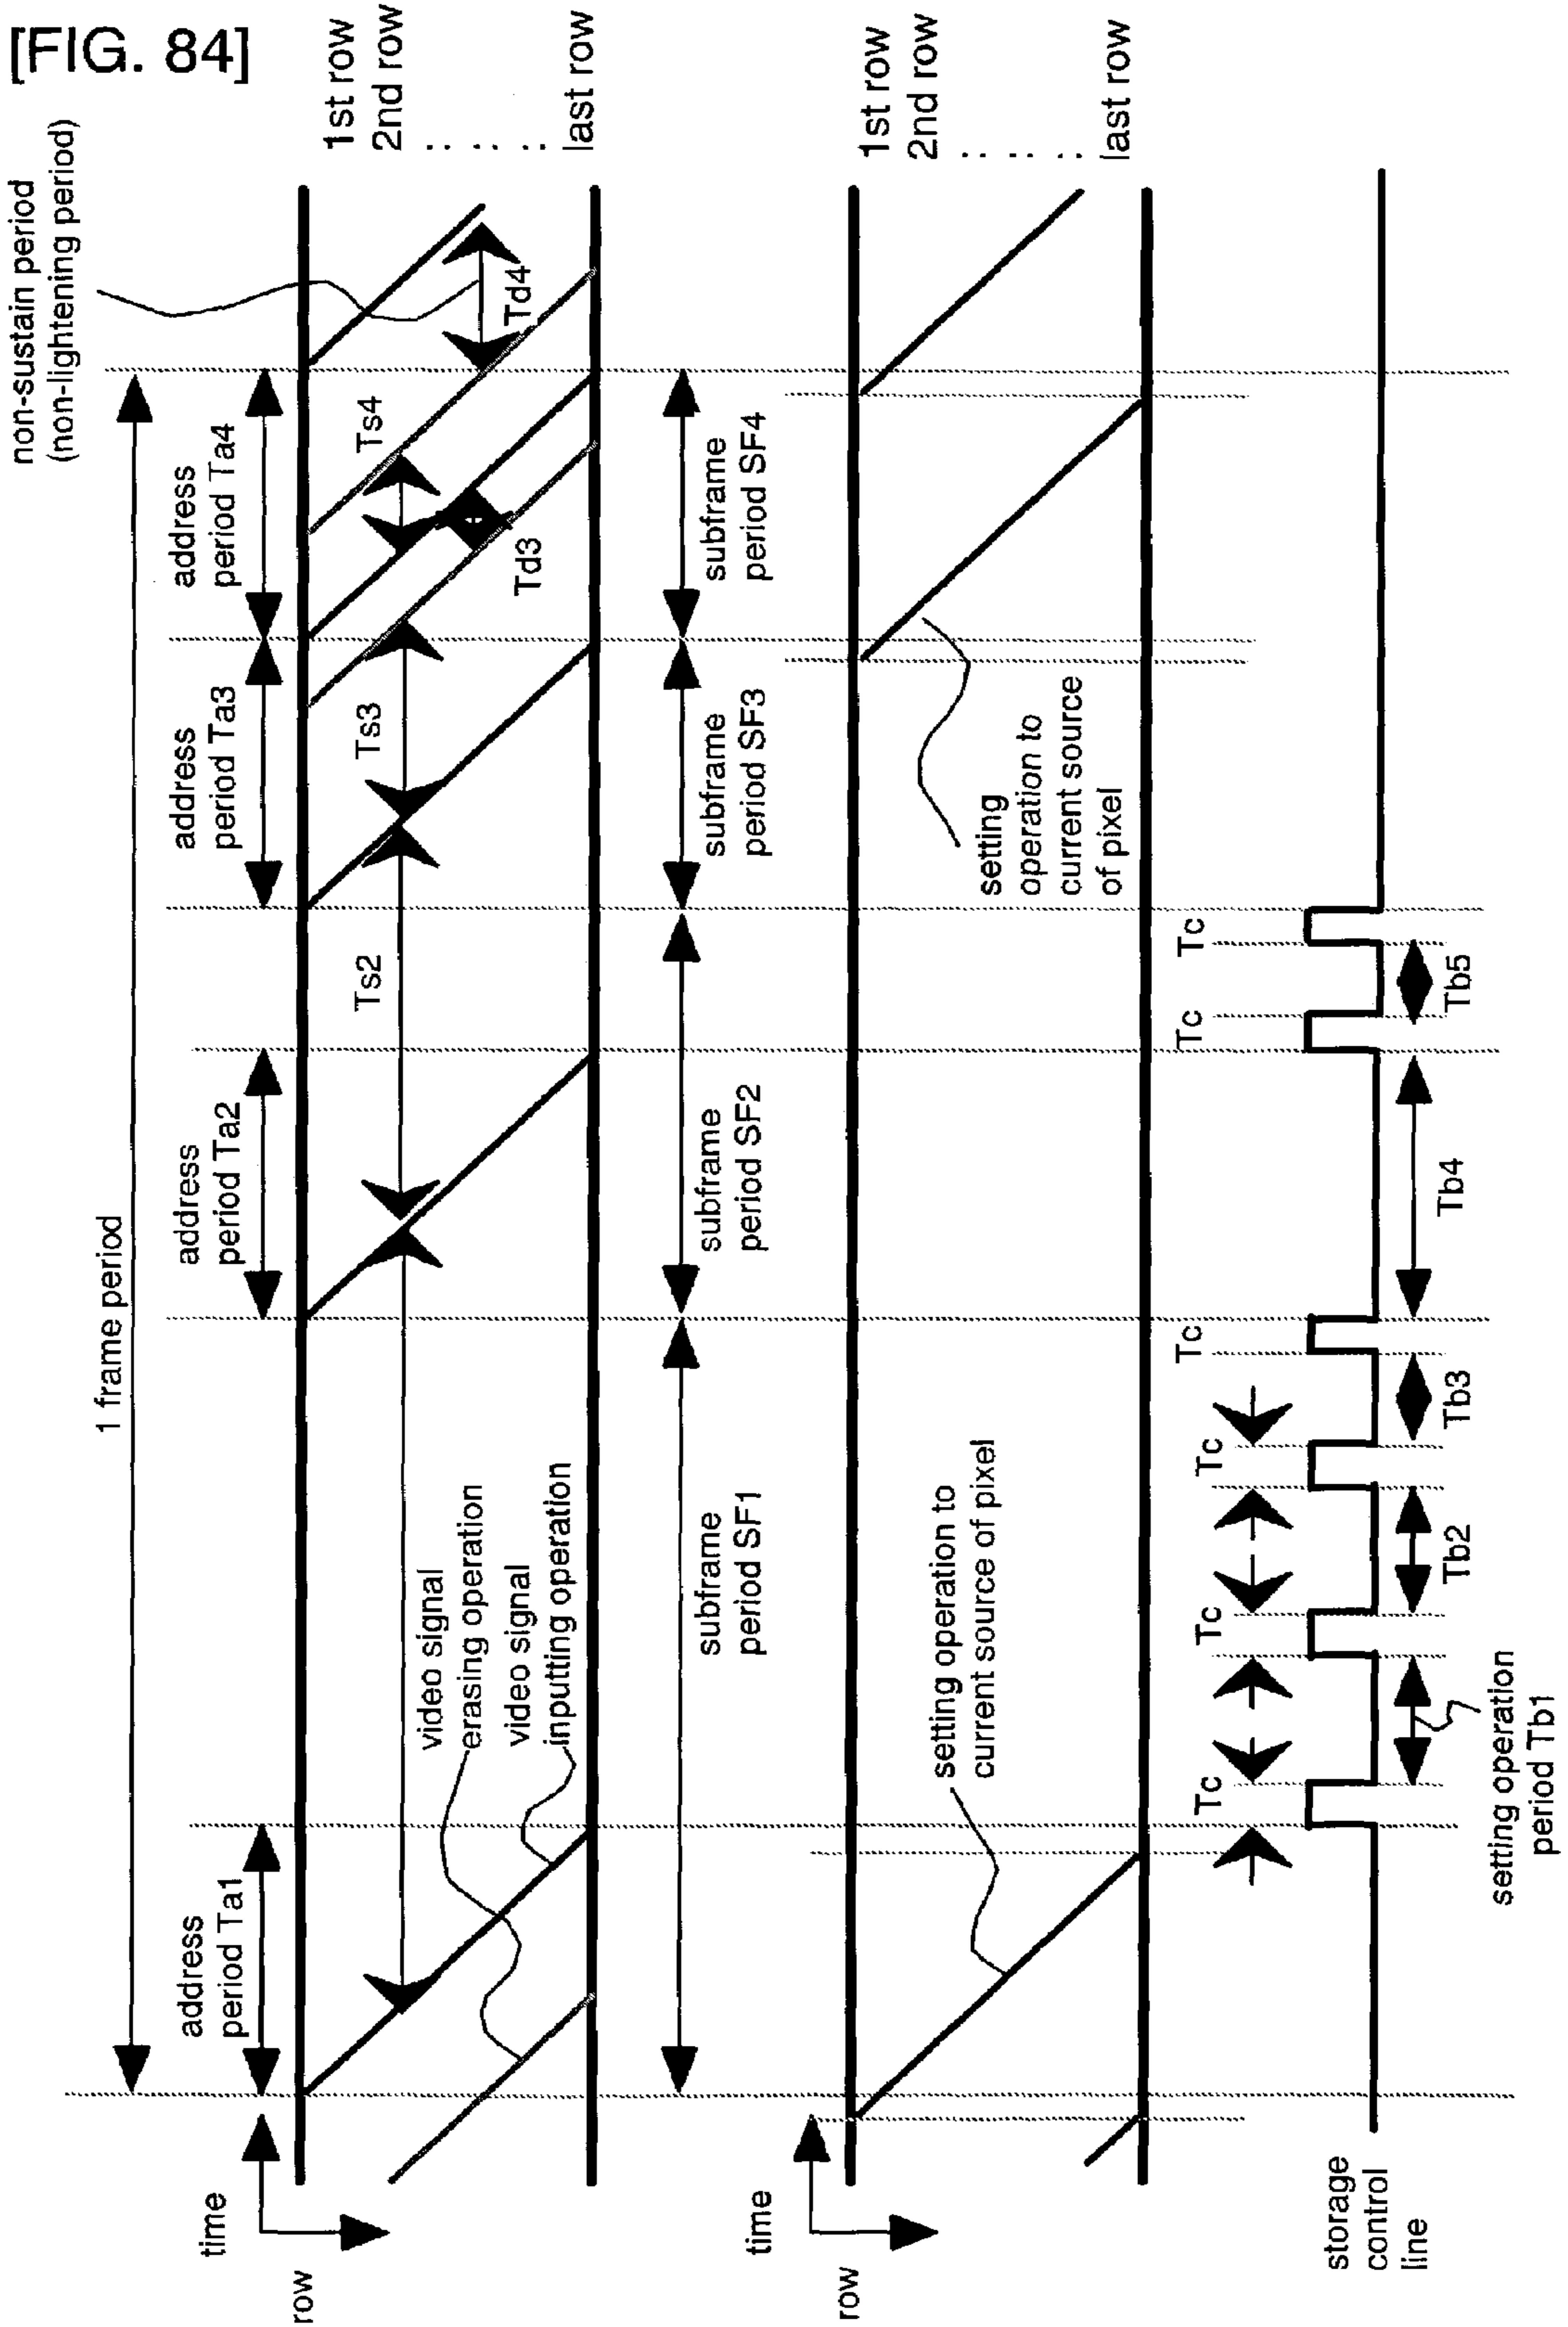 [FIG. 84]
non-sustain period
(non-lightening period)
1 frame period
address
period Ta1
address
period Ta2
address
period Ta3
address
period Ta4
time
row
1st row
2nd row
last row
Ts2
Ts3
Ts4
Td3
Td4
video signal
erasing operation
video signal
inputting operation
subframe
period SF1
subframe
period SF2
subframe
period SF3
subframe
period SF4
time
row
1st row
2nd row
last row
setting operation to
current source of pixel
setting
operation to
current source
of pixel
Tc
Tc
Tc
Tc
Tc
Tc
storage
control
line
setting operation
period Tb1
Tb2
Tb3
Tb4
Tb5